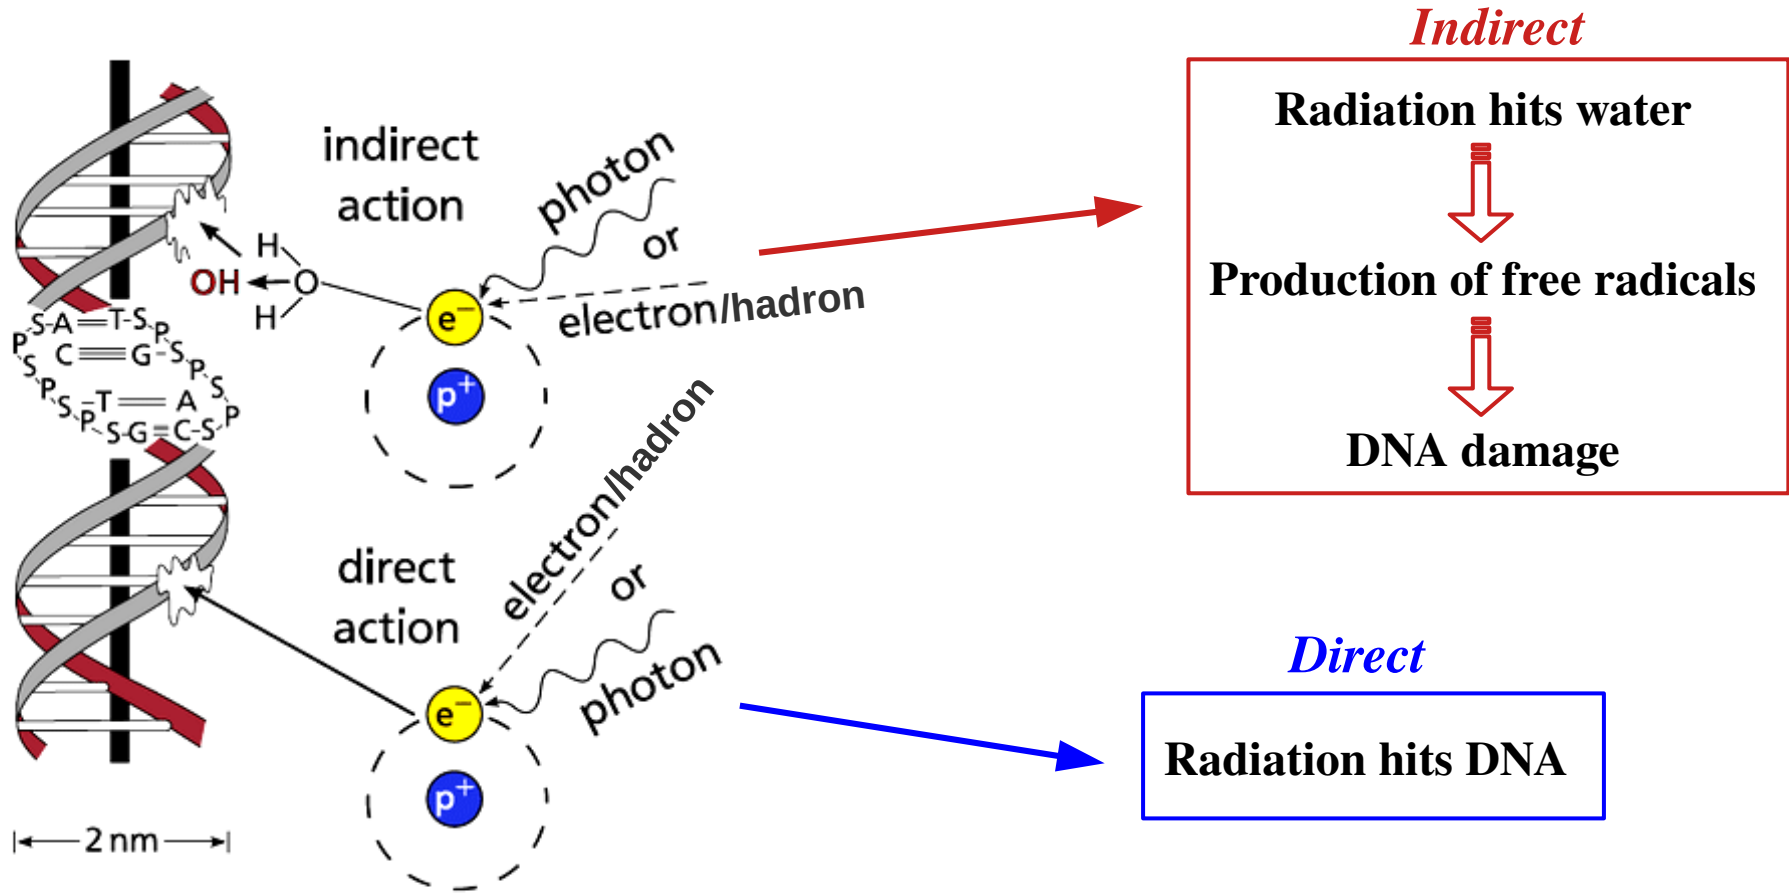 Indirect
Radiation hits water
Production of free radicals
DNA damage
indirect
action
photon
or
electron/hadron
H
OH
O
H
e⁻
p⁺
S-A=T-S
P
P
C≡G-S
S
P
P
S
P
S
-T=A
P
S
P
S-G≡C-S
electron/hadron
or
photon
direct
action
e⁻
p⁺
2 nm
Direct
Radiation hits DNA